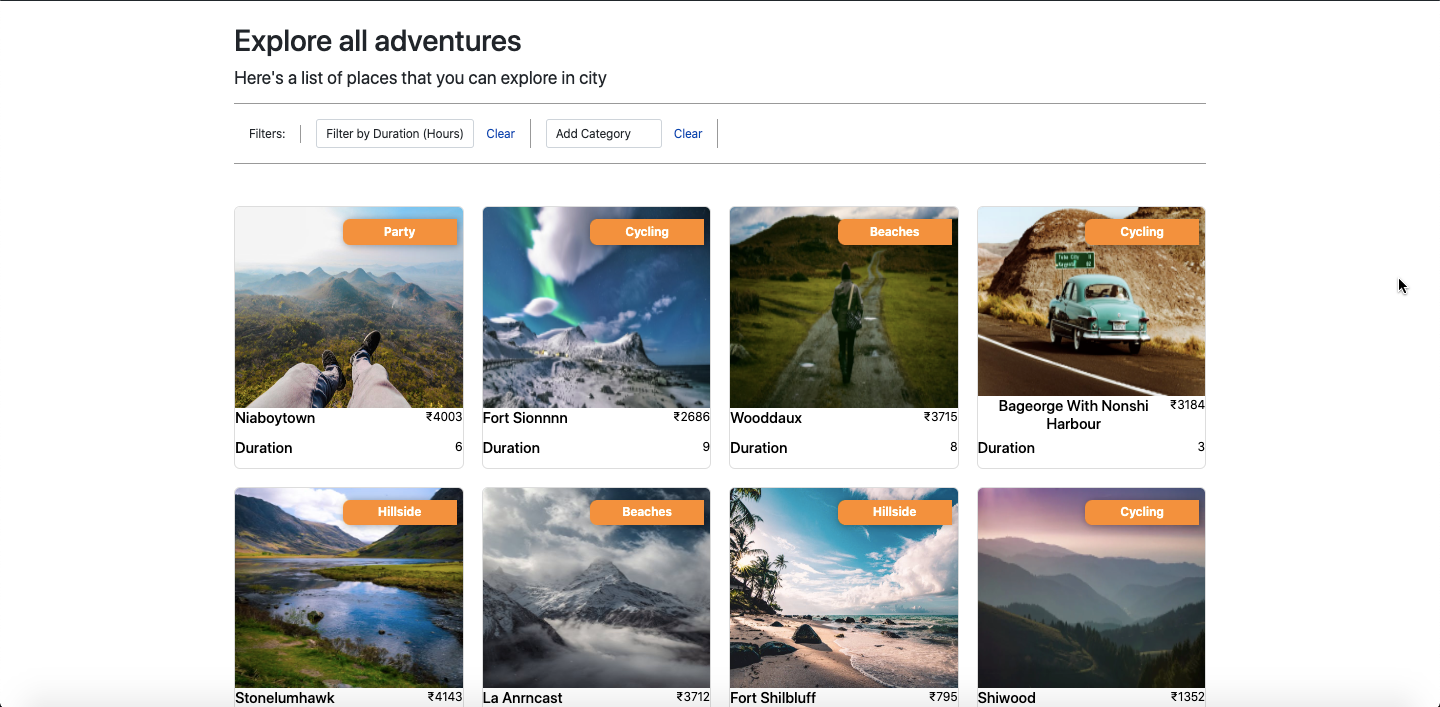 Explore all adventures
Here's a list of places that you can explore in city
Filters:
Filter by Duration (Hours)
Clear
Add Category
Clear
Party
Cycling
Beaches
Cycling
Niaboytown ₹4003
Duration 6
Fort Sionnnn ₹2686
Duration 9
Wooddaux ₹3715
Duration 8
Bageorge With Nonshi ₹3184
Harbour
Duration 3
Hillside
Beaches
Hillside
Cycling
Stonelumhawk ₹4143
La Anrncast ₹3712
Fort Shilbluff ₹795
Shiwood ₹1352